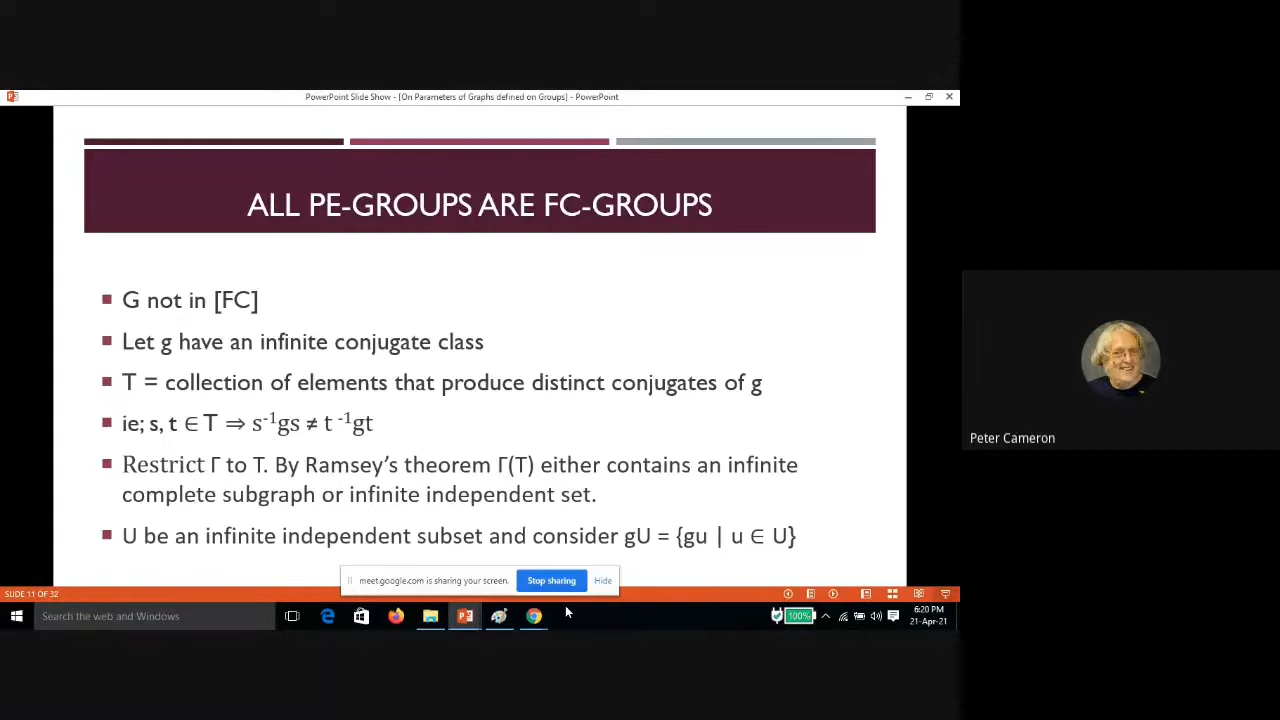 PowerPoint Slide Show - [On Parameters of Graphs defined on Groups] - PowerPoint
ALL PE-GROUPS ARE FC-GROUPS
G not in [FC]
Let g have an infinite conjugate class
T = collection of elements that produce distinct conjugates of g
ie; s, t ∈ T ⇒ s⁻¹gs ≠ t ⁻¹gt
Restrict Γ to T. By Ramsey's theorem Γ(T) either contains an infinite
complete subgraph or infinite independent set.
U be an infinite independent subset and consider gU = {gu | u ∈ U}
Peter Cameron
meet.google.com is sharing your screen.
Stop sharing
Hide
SLIDE 11 OF 32
Search the web and Windows
100%
6:20 PM
21-Apr-21